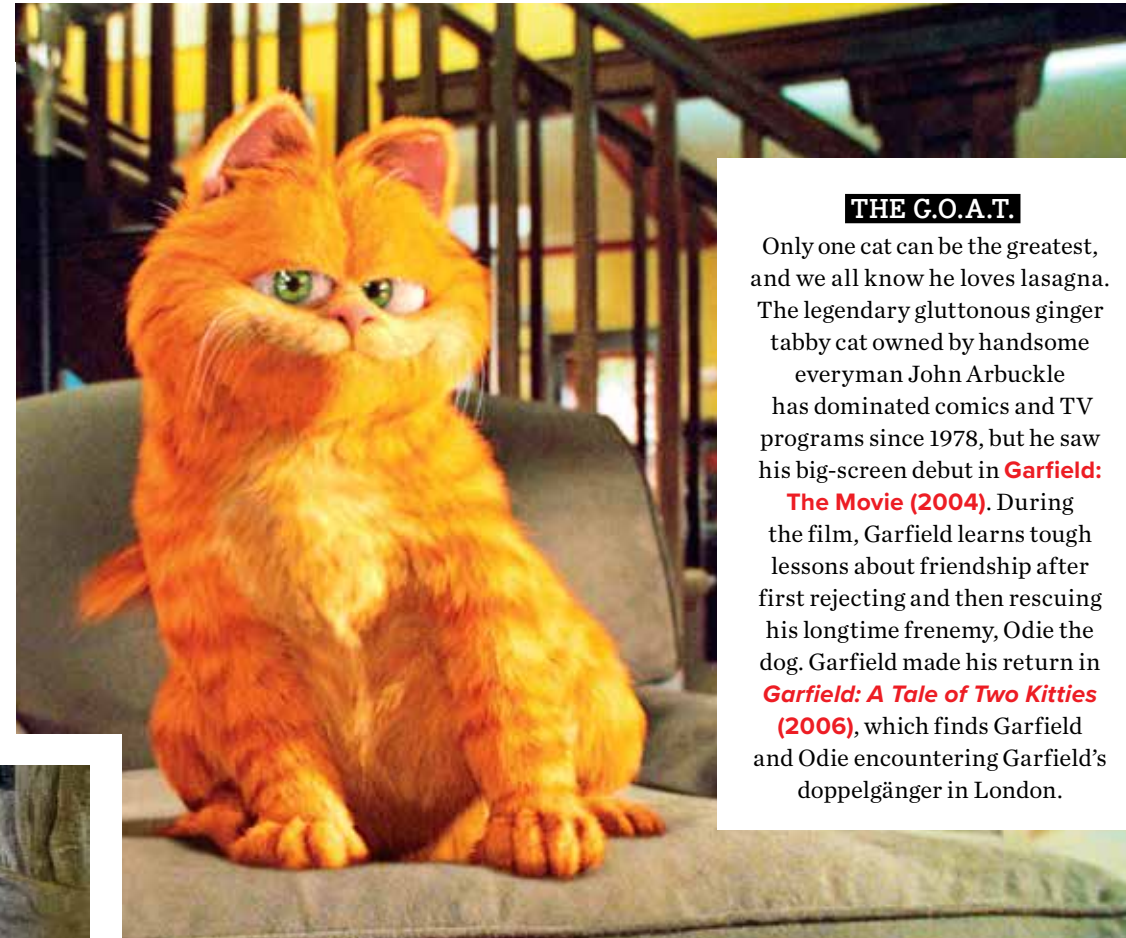 THE G.O.A.T.
Only one cat can be the greatest,
and we all know he loves lasagna.
The legendary gluttonous ginger
tabby cat owned by handsome
everyman John Arbuckle
has dominated comics and TV
programs since 1978, but he saw
his big-screen debut in Garfield:
The Movie (2004). During
the film, Garfield learns tough
lessons about friendship after
first rejecting and then rescuing
his longtime frenemy, Odie the
dog. Garfield made his return in
Garfield: A Tale of Two Kitties
(2006), which finds Garfield
and Odie encountering Garfield’s
doppelgänger in London.